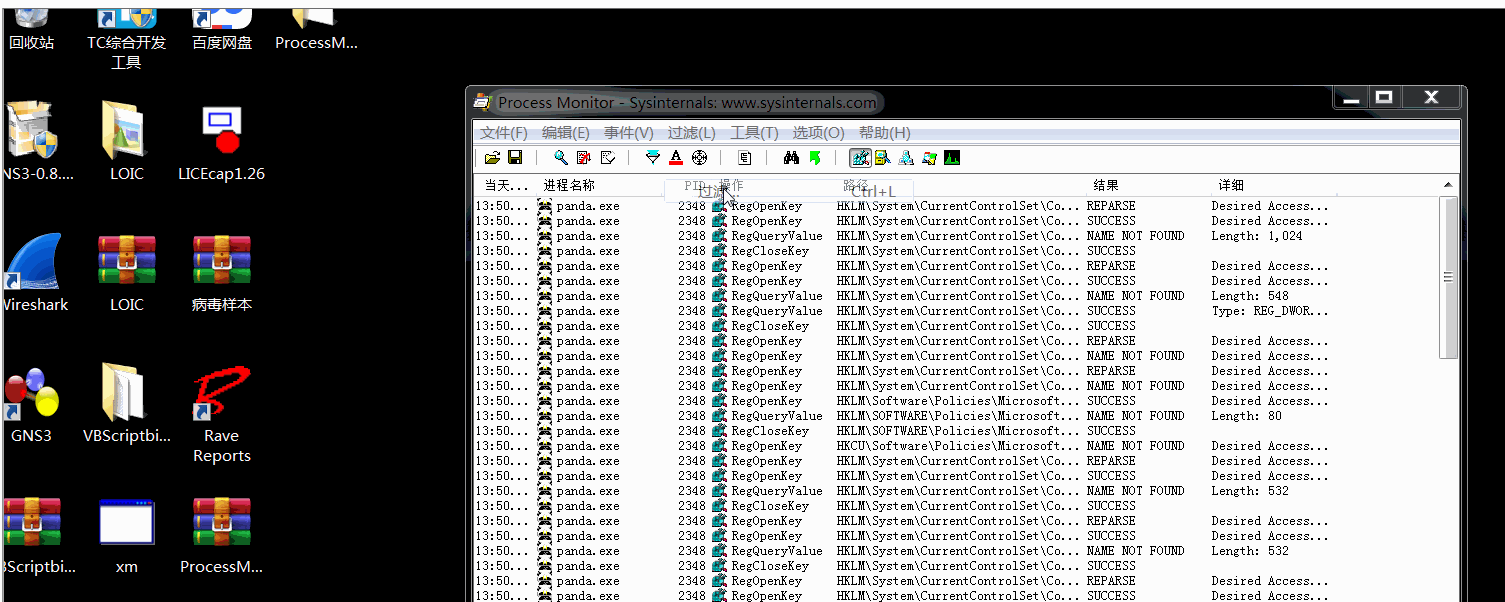 回收站
TC综合开发
工具
百度网盘
ProcessM...
NS3-0.8....
LOIC
LICEcap1.26
Wireshark
LOIC
病毒样本
GNS3
VBScriptbi...
Rave
Reports
BScriptbi...
xm
ProcessM...
Process Monitor - Sysinternals: www.sysinternals.com
文件(F) 编辑(E) 事件(V) 过滤(L) 工具(T) 选项(O) 帮助(H)
当天... 进程名称 PID 操作 路径 结果 详细
过滤... Ctrl+L
13:50... panda.exe 2348 RegOpenKey HKLM\System\CurrentControlSet\Co... REPARSE Desired Access...
13:50... panda.exe 2348 RegOpenKey HKLM\System\CurrentControlSet\Co... SUCCESS Desired Access...
13:50... panda.exe 2348 RegQueryValue HKLM\System\CurrentControlSet\Co... NAME NOT FOUND Length: 1,024
13:50... panda.exe 2348 RegCloseKey HKLM\System\CurrentControlSet\Co... SUCCESS
13:50... panda.exe 2348 RegOpenKey HKLM\System\CurrentControlSet\Co... REPARSE Desired Access...
13:50... panda.exe 2348 RegOpenKey HKLM\System\CurrentControlSet\Co... SUCCESS Desired Access...
13:50... panda.exe 2348 RegQueryValue HKLM\System\CurrentControlSet\Co... NAME NOT FOUND Length: 548
13:50... panda.exe 2348 RegQueryValue HKLM\System\CurrentControlSet\Co... SUCCESS Type: REG_DWOR...
13:50... panda.exe 2348 RegCloseKey HKLM\System\CurrentControlSet\Co... SUCCESS
13:50... panda.exe 2348 RegOpenKey HKLM\System\CurrentControlSet\Co... REPARSE Desired Access...
13:50... panda.exe 2348 RegOpenKey HKLM\System\CurrentControlSet\Co... NAME NOT FOUND Desired Access...
13:50... panda.exe 2348 RegOpenKey HKLM\System\CurrentControlSet\Co... REPARSE Desired Access...
13:50... panda.exe 2348 RegOpenKey HKLM\System\CurrentControlSet\Co... NAME NOT FOUND Desired Access...
13:50... panda.exe 2348 RegOpenKey HKLM\Software\Policies\Microsoft... SUCCESS Desired Access...
13:50... panda.exe 2348 RegQueryValue HKLM\SOFTWARE\Policies\Microsoft... NAME NOT FOUND Length: 80
13:50... panda.exe 2348 RegCloseKey HKLM\SOFTWARE\Policies\Microsoft... SUCCESS
13:50... panda.exe 2348 RegOpenKey HKCU\Software\Policies\Microsoft... NAME NOT FOUND Desired Access...
13:50... panda.exe 2348 RegOpenKey HKLM\System\CurrentControlSet\Co... REPARSE Desired Access...
13:50... panda.exe 2348 RegOpenKey HKLM\System\CurrentControlSet\Co... SUCCESS Desired Access...
13:50... panda.exe 2348 RegQueryValue HKLM\System\CurrentControlSet\Co... NAME NOT FOUND Length: 532
13:50... panda.exe 2348 RegCloseKey HKLM\System\CurrentControlSet\Co... SUCCESS
13:50... panda.exe 2348 RegOpenKey HKLM\System\CurrentControlSet\Co... REPARSE Desired Access...
13:50... panda.exe 2348 RegOpenKey HKLM\System\CurrentControlSet\Co... SUCCESS Desired Access...
13:50... panda.exe 2348 RegQueryValue HKLM\System\CurrentControlSet\Co... NAME NOT FOUND Length: 532
13:50... panda.exe 2348 RegCloseKey HKLM\System\CurrentControlSet\Co... SUCCESS
13:50... panda.exe 2348 RegOpenKey HKLM\System\CurrentControlSet\Co... REPARSE Desired Access...
13:50... panda.exe 2348 RegOpenKey HKLM\System\CurrentControlSet\Co... SUCCESS Desired Access...